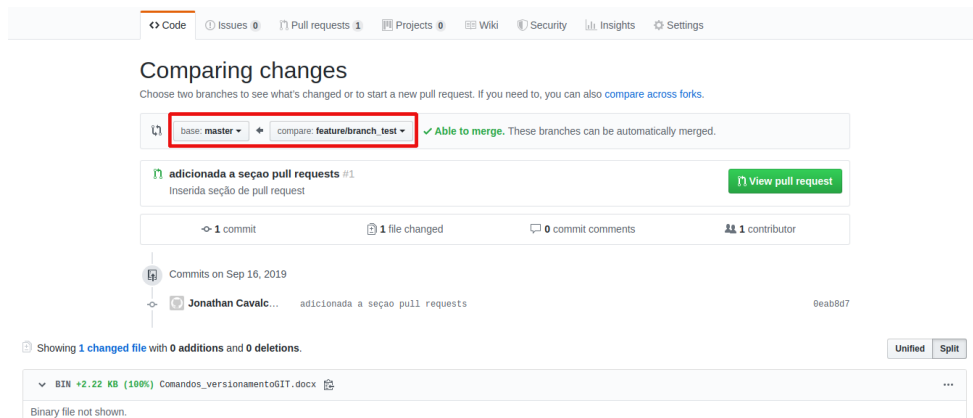 Code Issues 0 Pull requests 1 Projects 0 Wiki Security Insights Settings
Comparing changes
Choose two branches to see what's changed or to start a new pull request. If you need to, you can also compare across forks.
base: master compare: feature/branch_test Able to merge. These branches can be automatically merged.
adicionada a seçao pull requests #1
Inserida seção de pull request
View pull request
1 commit 1 file changed 0 commit comments 1 contributor
Commits on Sep 16, 2019
Jonathan Cavalc… adicionada a seçao pull requests 0eab8d7
Showing 1 changed file with 0 additions and 0 deletions. Unified Split
BIN +2.22 KB (100%) Comandos_versionamentoGIT.docx
Binary file not shown.